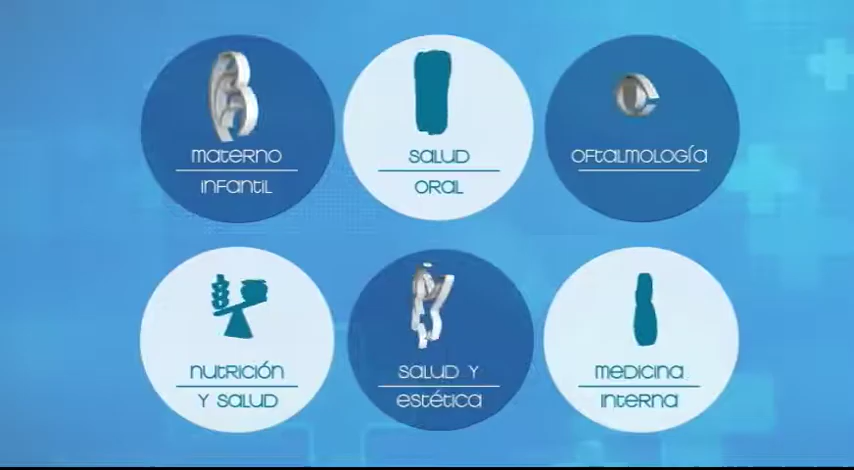 materno
infantil
salud
oral
oftalmología
nutrición
y salud
salud y
estética
medicina
interna